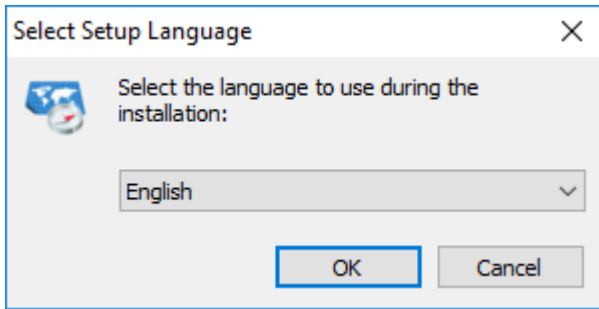 Select Setup Language
Select the language to use during the
installation:
English
OK Cancel